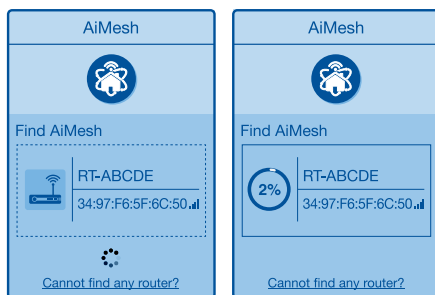 AiMesh
Find AiMesh
RT-ABCDE
34:97:F6:5F:6C:50
Cannot find any router?
AiMesh
Find AiMesh
2%
RT-ABCDE
34:97:F6:5F:6C:50
Cannot find any router?